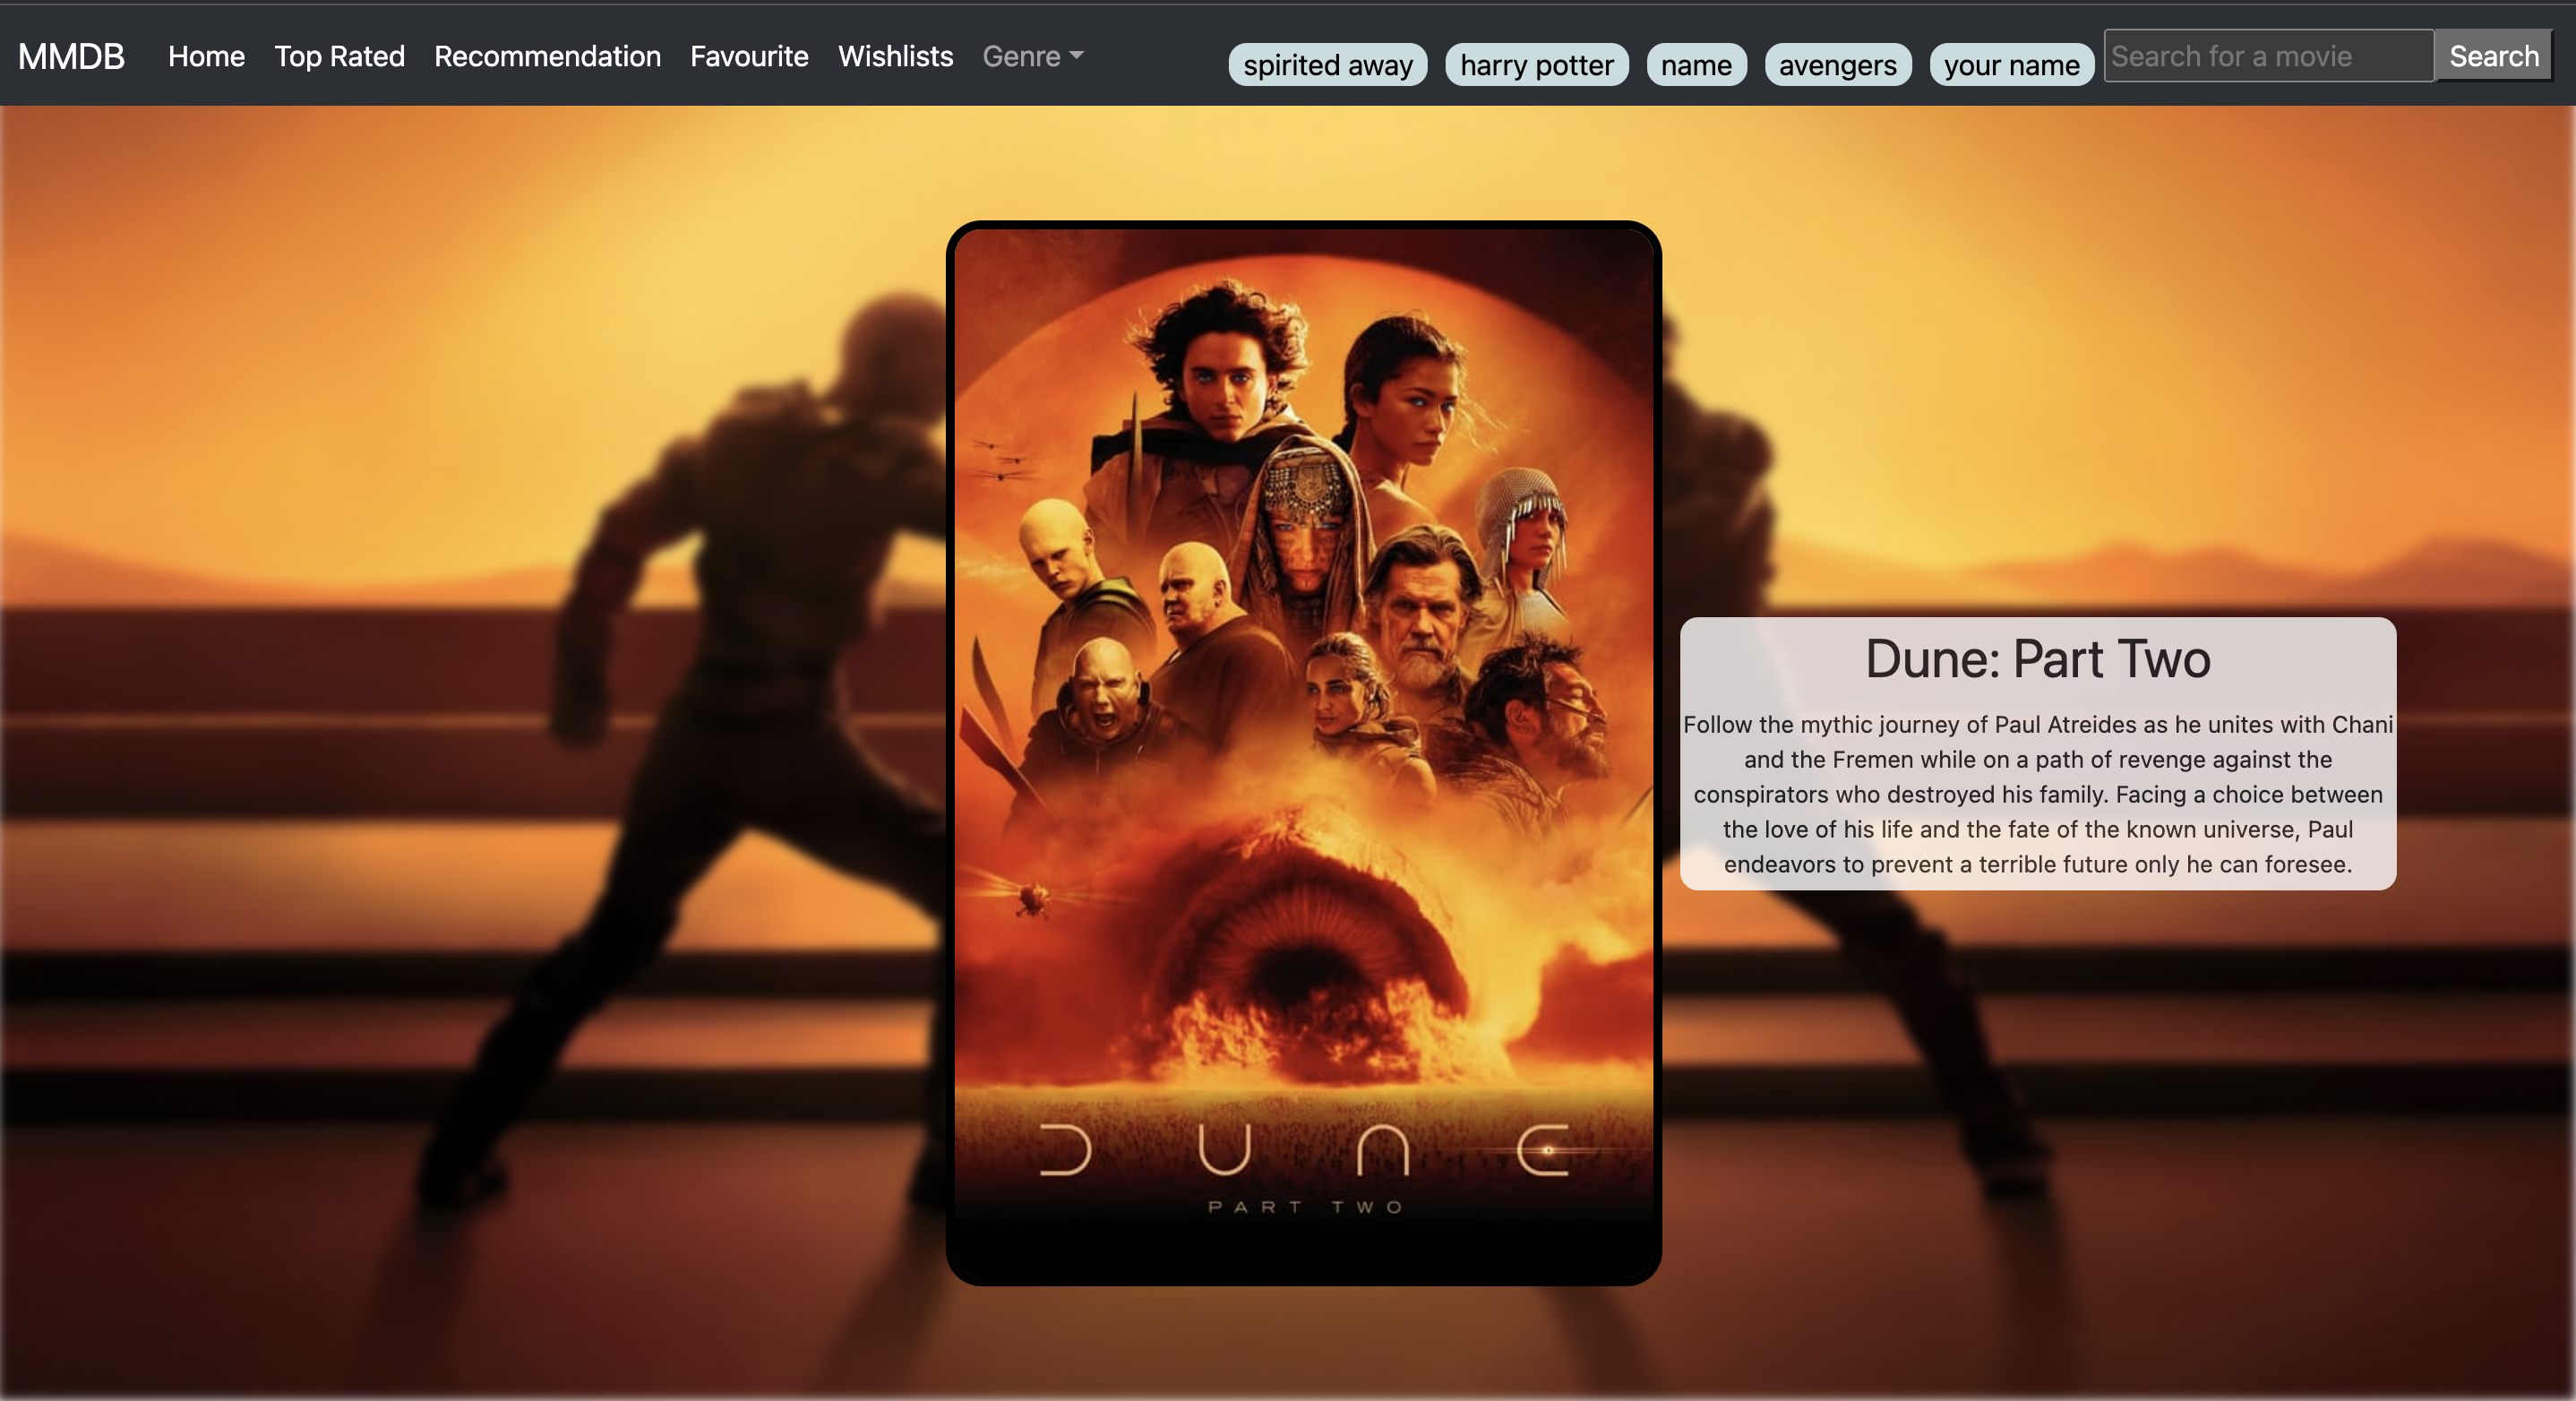 MMDB Home Top Rated Recommendation Favourite Wishlists Genre spirited away harry potter name avengers your name Search for a movie Search
Dune: Part Two
Follow the mythic journey of Paul Atreides as he unites with Chani
and the Fremen while on a path of revenge against the
conspirators who destroyed his family. Facing a choice between
the love of his life and the fate of the known universe, Paul
endeavors to prevent a terrible future only he can foresee.
DUNE
PART TWO